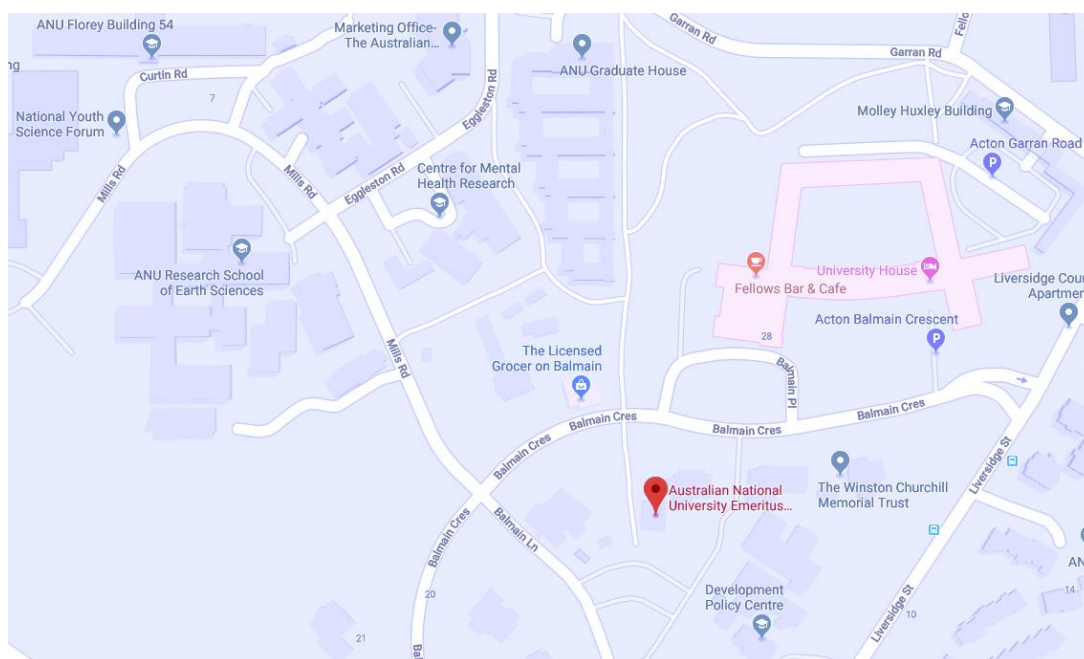 ANU Florey Building 54
Marketing Office-
The Australian...
Garran Rd
Fello
Garran Rd
ng
Curtin Rd
ANU Graduate House
Eggleston Rd
7
National Youth
Science Forum
Molley Huxley Building
Acton Garran Road
P
Mills Rd
Mills Rd
Eggleston Rd
Centre for Mental
Health Research
ANU Research School
of Earth Sciences
University House
Fellows Bar & Cafe
Liversidge Cou
Apartmen
28
Acton Balmain Crescent
P
Mills Rd
The Licensed
Grocer on Balmain
Balmain Pl
Balmain Cres
Balmain Cres
Balmain Cres
Balmain Cres
Liversidge St
Australian National
University Emeritus...
The Winston Churchill
Memorial Trust
Balmain Cres
Balmain Ln
AN
14
20
Development
Policy Centre
Liversidge St
10
21
Bal